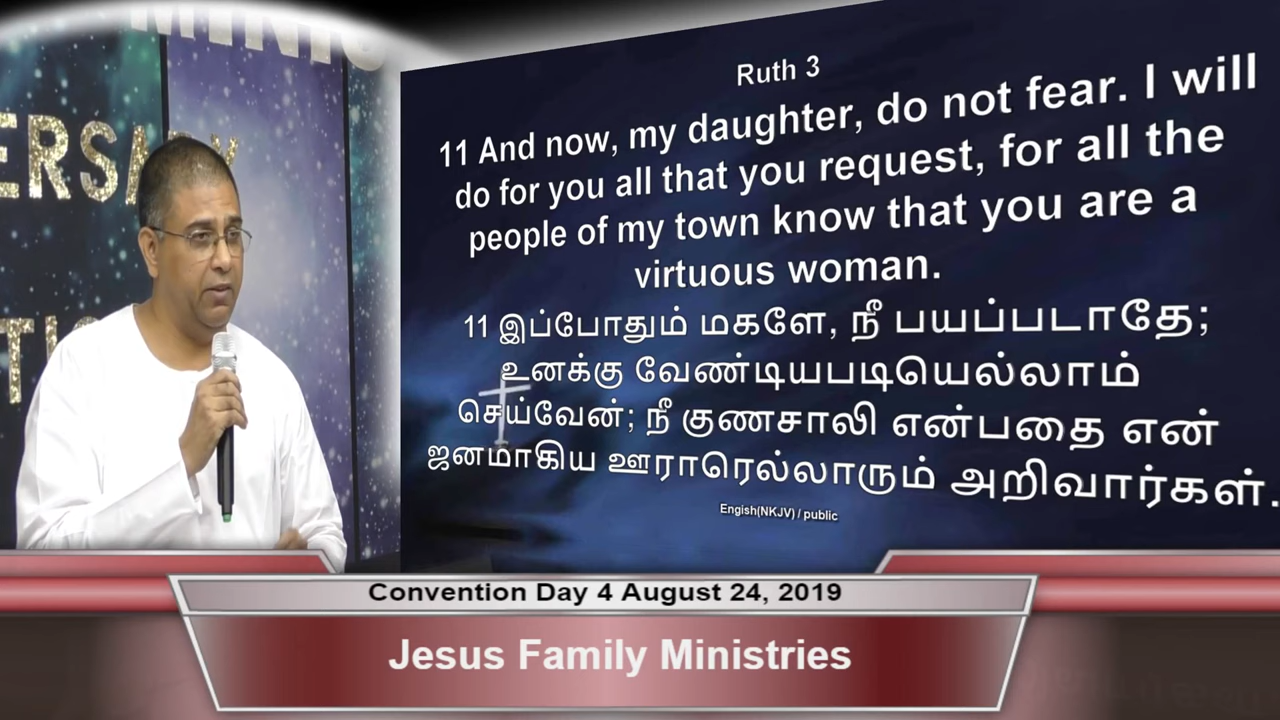 MINIS
ERSARY
TIO
Ruth 3
11 And now, my daughter, do not fear. I will
do for you all that you request, for all the
people of my town know that you are a
virtuous woman.
11 இப்போதும் மகளே, நீ பயப்படாதே;
உனக்கு வேண்டியபடியெல்லாம்
செய்வேன்; நீ குணசாலி என்பதை என்
ஜனமாகிய ஊராரெல்லாரும் அறிவார்கள்.
Engish(NKJV) / public
Convention Day 4 August 24, 2019
Jesus Family Ministries